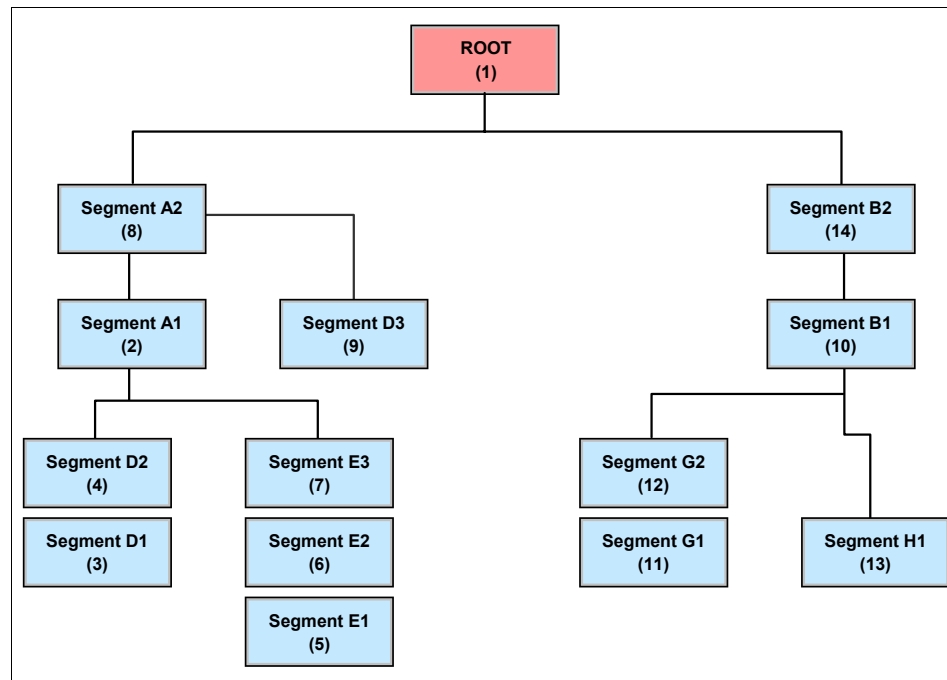 ROOT
(1)
Segment A2
(8)
Segment B2
(14)
Segment A1
(2)
Segment D3
(9)
Segment B1
(10)
Segment D2
(4)
Segment E3
(7)
Segment G2
(12)
Segment D1
(3)
Segment E2
(6)
Segment G1
(11)
Segment H1
(13)
Segment E1
(5)